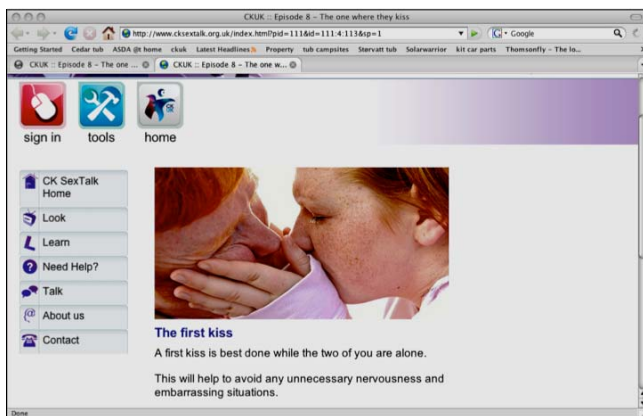 CKUK :: Episode 8 – The one where they kiss
http://www.cksextalk.org.uk/index.html?pid=111&id=111:4:113&sp=1
Google
Getting Started Cedar tub ASDA @t home ckuk Latest Headlines Property tub campsites Stervatt tub Solarwarrior kit car parts Thomsonfly – The lo...
CKUK :: Episode 8 – The one ...
CKUK :: Episode 8 – The one w...
sign in tools home
CK SexTalk
Home
Look
Learn
Need Help?
Talk
About us
Contact
The first kiss
A first kiss is best done while the two of you are alone.
This will help to avoid any unnecessary nervousness and
embarrassing situations.
Done